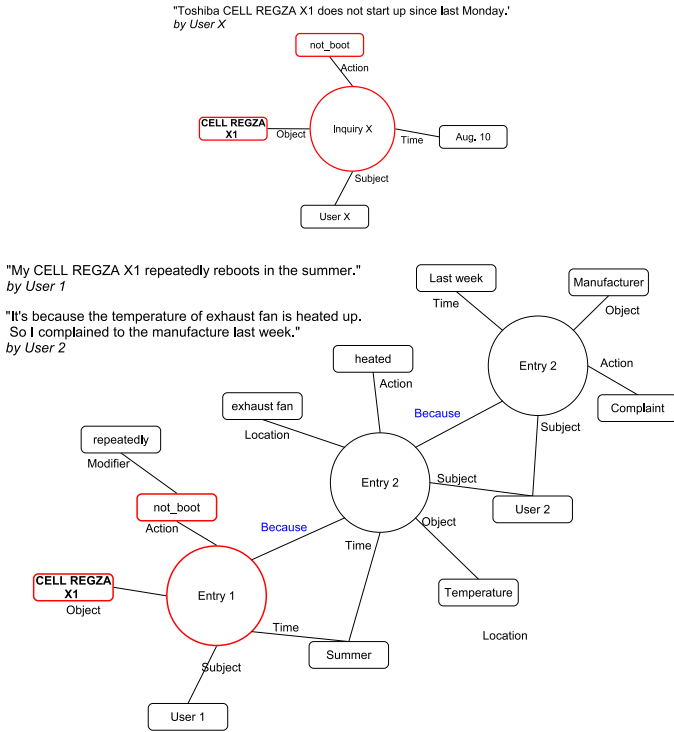 "Toshiba CELL REGZA X1 does not start up since last Monday.'
by User X
not_boot
Action
CELL REGZA
X1
Object
Inquiry X
Time
Aug. 10
Subject
User X
"My CELL REGZA X1 repeatedly reboots in the summer."
by User 1
"It's because the temperature of exhaust fan is heated up.
So I complained to the manufacture last week."
by User 2
Last week
Time
Manufacturer
Object
Entry 2
Action
Complaint
Subject
heated
Action
exhaust fan
Location
Because
Entry 2
Subject
User 2
Object
Time
Temperature
Location
repeatedly
Modifier
not_boot
Action
Because
CELL REGZA
X1
Object
Entry 1
Time
Summer
Subject
User 1